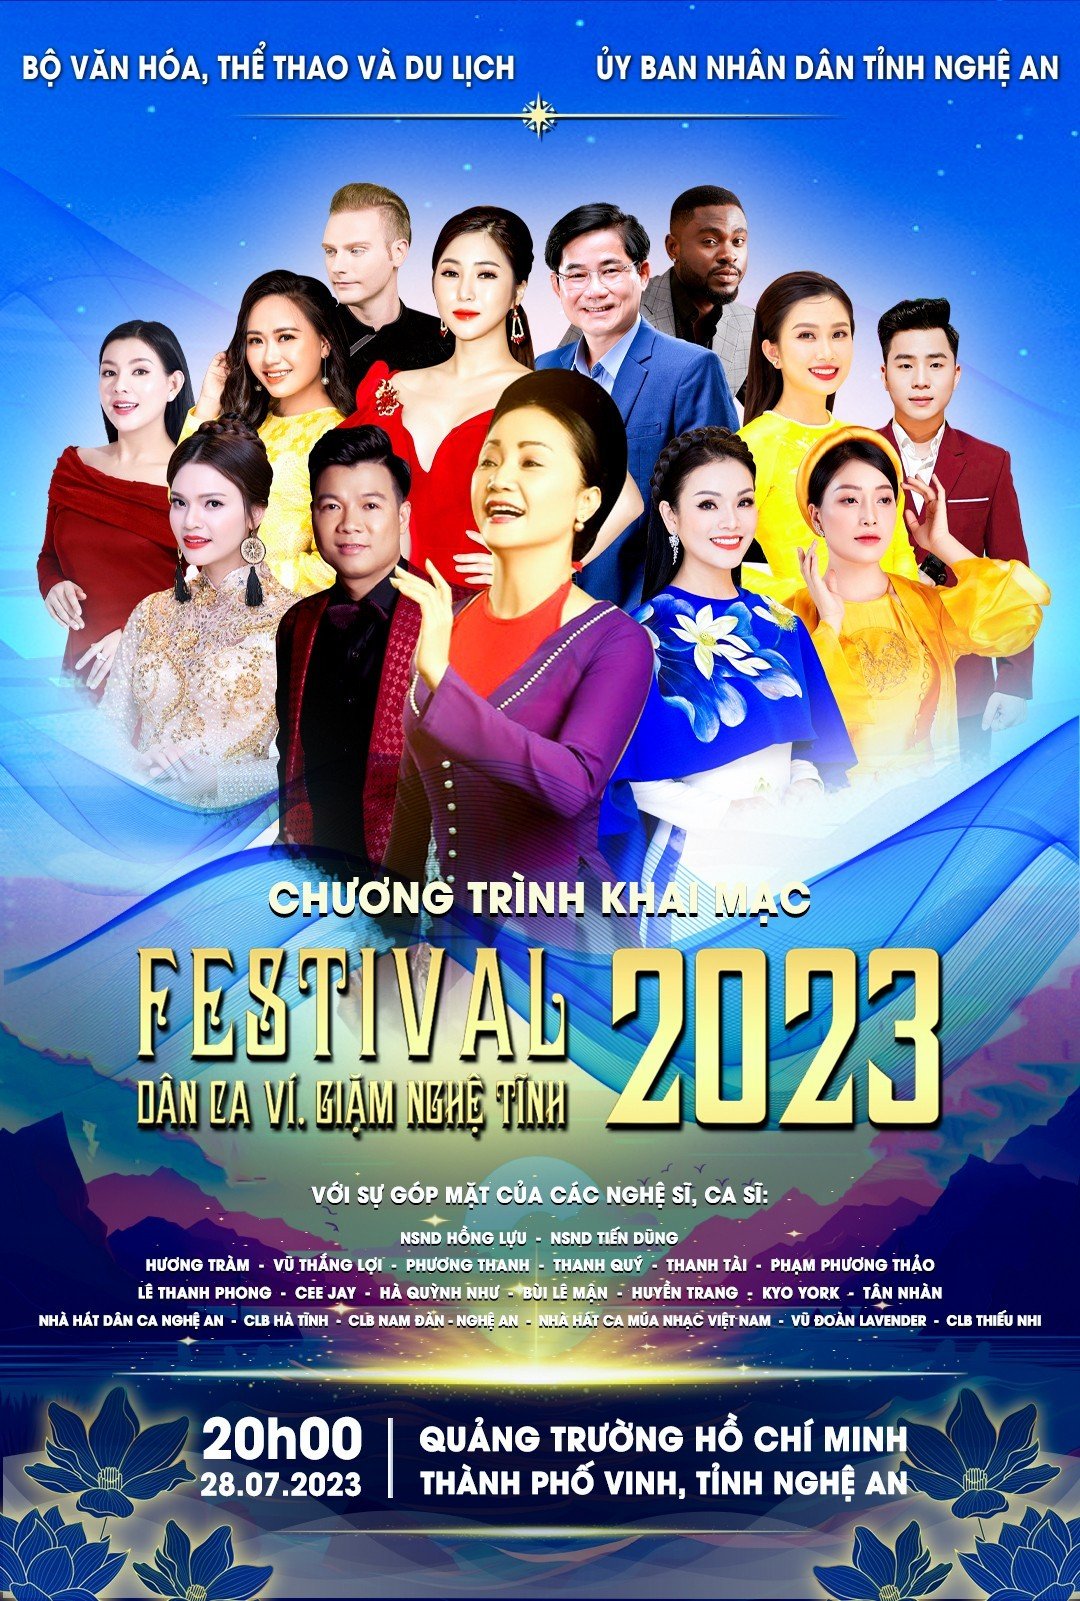 BỘ VĂN HÓA, THỂ THAO VÀ DU LỊCH
ỦY BAN NHÂN DÂN TỈNH NGHỆ AN
CHƯƠNG TRÌNH KHAI MẠC
FESTIVAL 2023
DÂN CA VÍ, GIẶM NGHỆ TĨNH
VỚI SỰ GÓP MẶT CỦA CÁC NGHỆ SĨ, CA SĨ:
NSND HỒNG LỰU - NSND TIẾN DŨNG
HƯƠNG TRÀM - VŨ THẮNG LỢI - PHƯƠNG THANH - THANH QUÝ - THANH TÀI - PHẠM PHƯƠNG THẢO
LÊ THANH PHONG - CEE JAY - HÀ QUỲNH NHƯ - BÙI LÊ MẬN - HUYỀN TRANG - KYO YORK - TÂN NHÀN
NHÀ HÁT DÂN CA NGHỆ AN - CLB HÀ TĨNH - CLB NAM ĐÀN - NGHỆ AN - NHÀ HÁT CA MÚA NHẠC VIỆT NAM - VŨ ĐOÀN LAVENDER - CLB THIẾU NHI
20h00
28.07.2023
QUẢNG TRƯỜNG HỒ CHÍ MINH
THÀNH PHỐ VINH, TỈNH NGHỆ AN